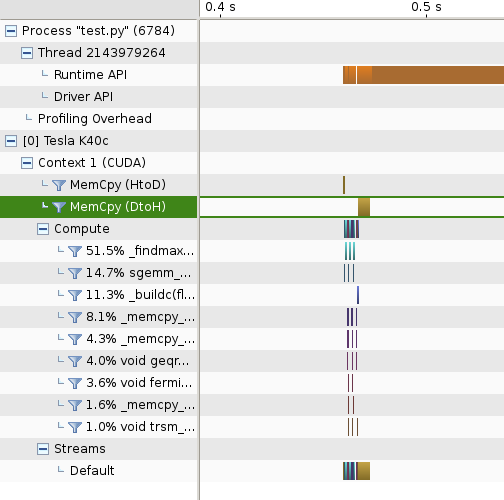 0.4 s 0.5 s
Process "test.py" (6784)
Thread 2143979264
Runtime API
Driver API
Profiling Overhead
[0] Tesla K40c
Context 1 (CUDA)
MemCpy (HtoD)
MemCpy (DtoH)
Compute
51.5% _findmax...
14.7% sgemm_...
11.3% _buildc(fl...
8.1% _memcpy_...
4.3% _memcpy_...
4.0% void geqr...
3.6% void fermi...
1.6% _memcpy_...
1.0% void trsm_...
Streams
Default